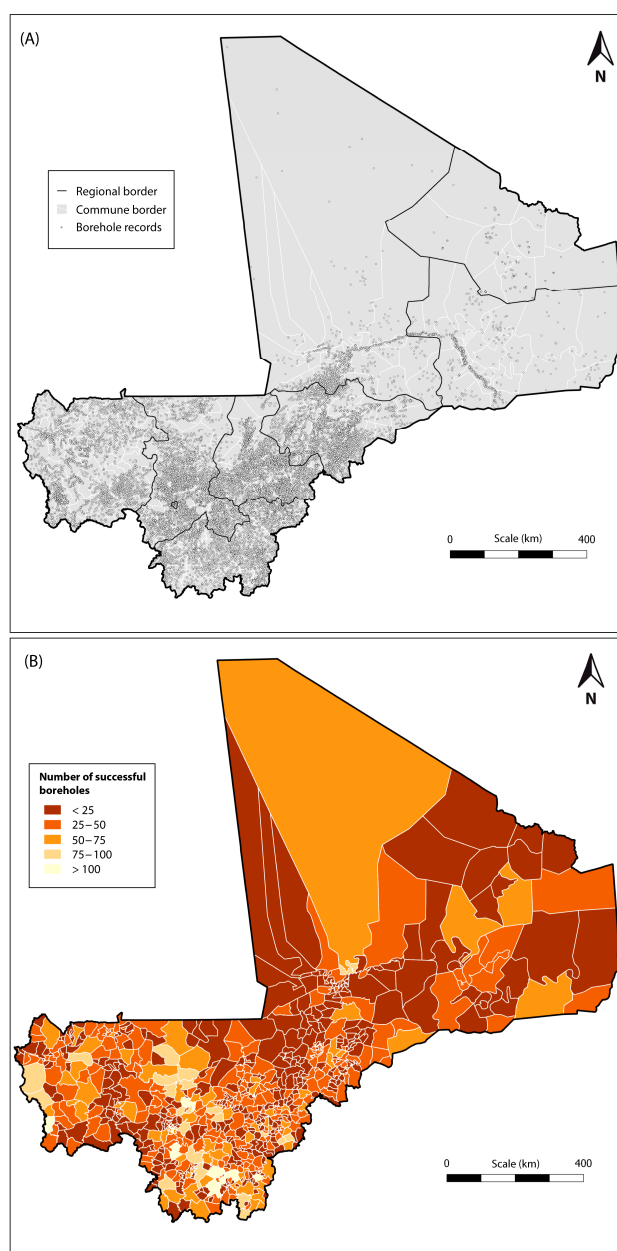 (A)
N
Regional border
Commune border
Borehole records
Scale (km)
0 400
(B)
N
Number of successful
boreholes
< 25
25–50
50–75
75–100
> 100
Scale (km)
0 400